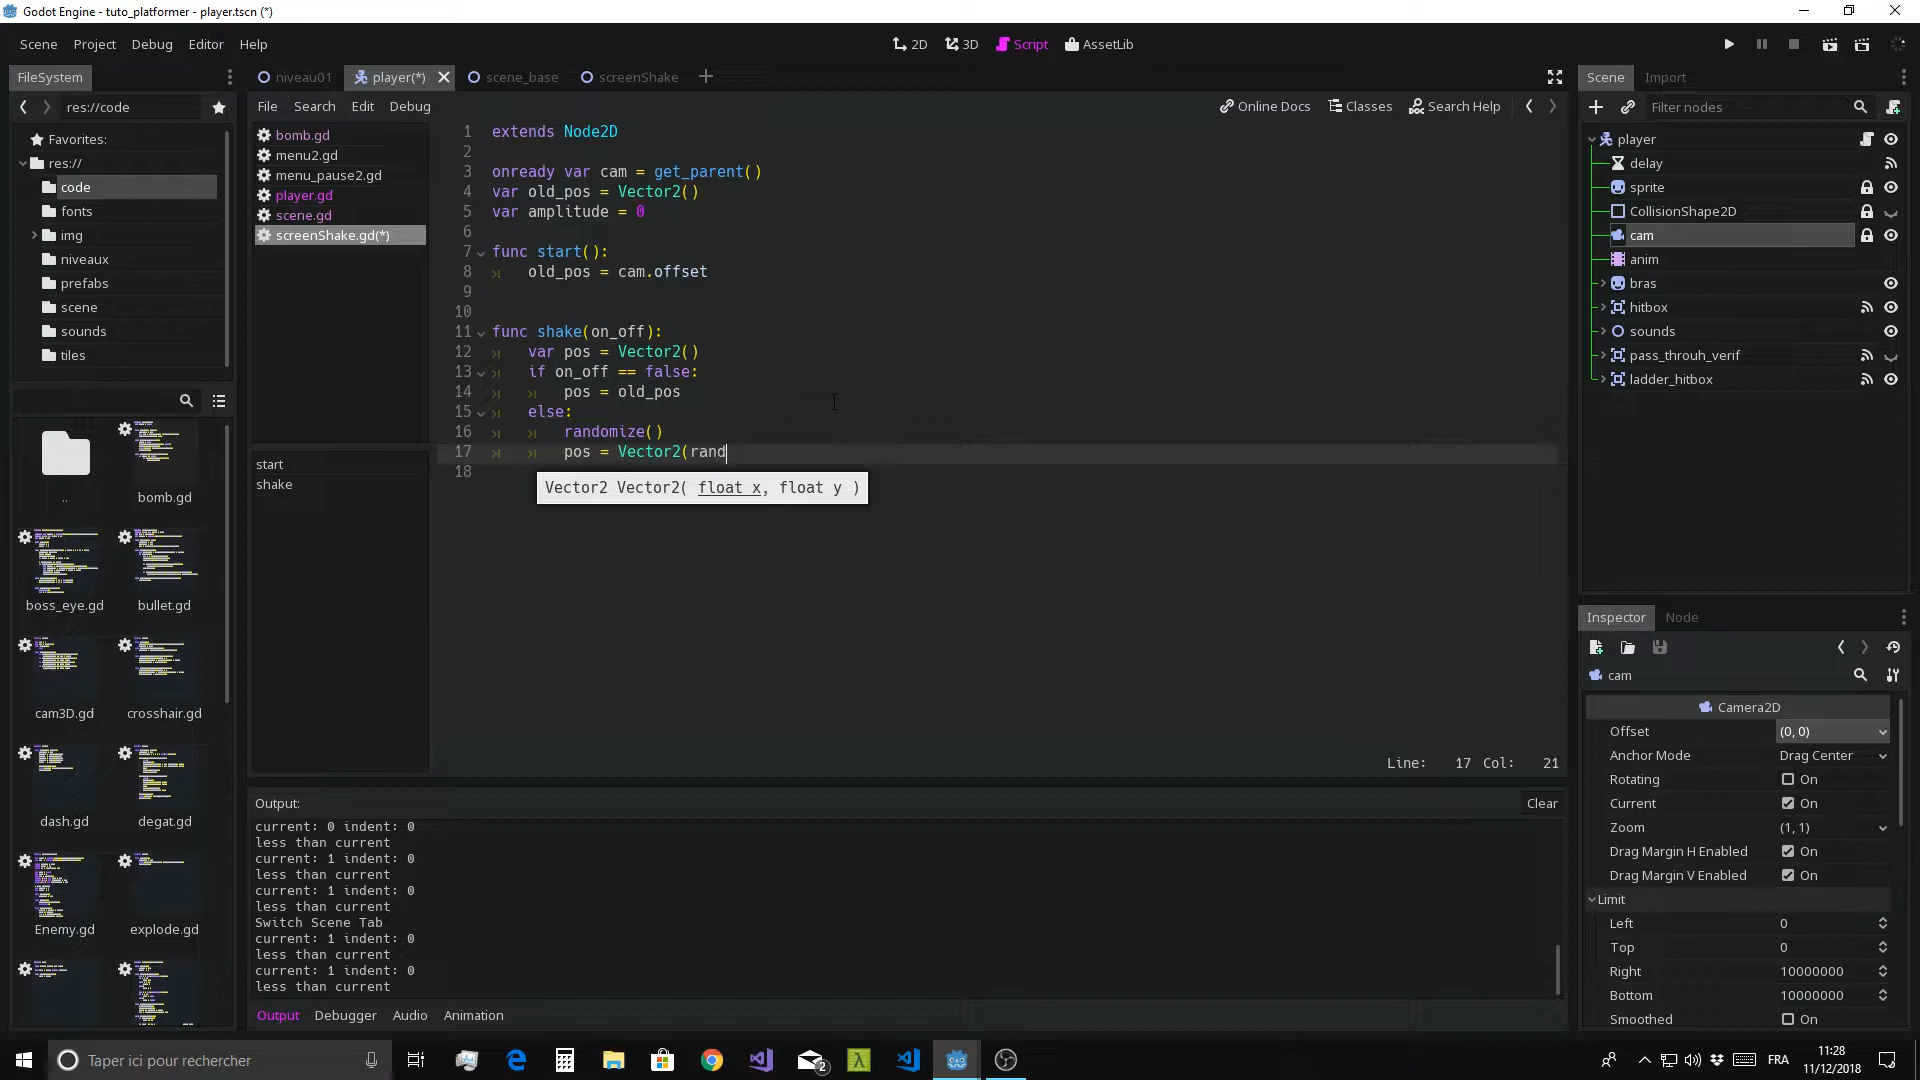 Godot Engine - tuto_platformer - player.tscn (*)
Scene Project Debug Editor Help
2D 3D Script AssetLib
FileSystem
niveau01 player(*) scene_base screenShake
Scene Import
res://code
File Search Edit Debug
Online Docs Classes Search Help
Filter nodes
Favorites:
res://
code
fonts
img
niveaux
prefabs
scene
sounds
tiles
bomb.gd
menu2.gd
menu_pause2.gd
player.gd
scene.gd
screenShake.gd(*)
start
shake
1 extends Node2D
2
3 onready var cam = get_parent()
4 var old_pos = Vector2()
5 var amplitude = 0
6
7 func start():
8 old_pos = cam.offset
9
10
11 func shake(on_off):
12 var pos = Vector2()
13 if on_off == false:
14 pos = old_pos
15 else:
16 randomize()
17 pos = Vector2(rand
18
Vector2 Vector2( float x, float y )
Line: 17 Col: 21
player
delay
sprite
CollisionShape2D
cam
anim
bras
hitbox
sounds
pass_throuh_verif
ladder_hitbox
..
bomb.gd
boss_eye.gd
bullet.gd
cam3D.gd
crosshair.gd
dash.gd
degat.gd
Enemy.gd
explode.gd
Output:
Clear
current: 0 indent: 0
less than current
current: 1 indent: 0
less than current
current: 1 indent: 0
less than current
Switch Scene Tab
current: 1 indent: 0
less than current
current: 1 indent: 0
less than current
Output Debugger Audio Animation
Inspector Node
cam
Camera2D
Offset (0, 0)
Anchor Mode Drag Center
Rotating On
Current On
Zoom (1, 1)
Drag Margin H Enabled On
Drag Margin V Enabled On
Limit
Left 0
Top 0
Right 10000000
Bottom 10000000
Smoothed On
Taper ici pour rechercher
2
FRA
11:28
11/12/2018